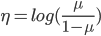 η = log(μ / (1 − μ))